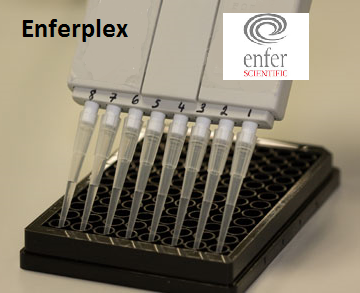 Enferplex
enfer
SCIENTIFIC
8 7 6 5 4 3 2 1